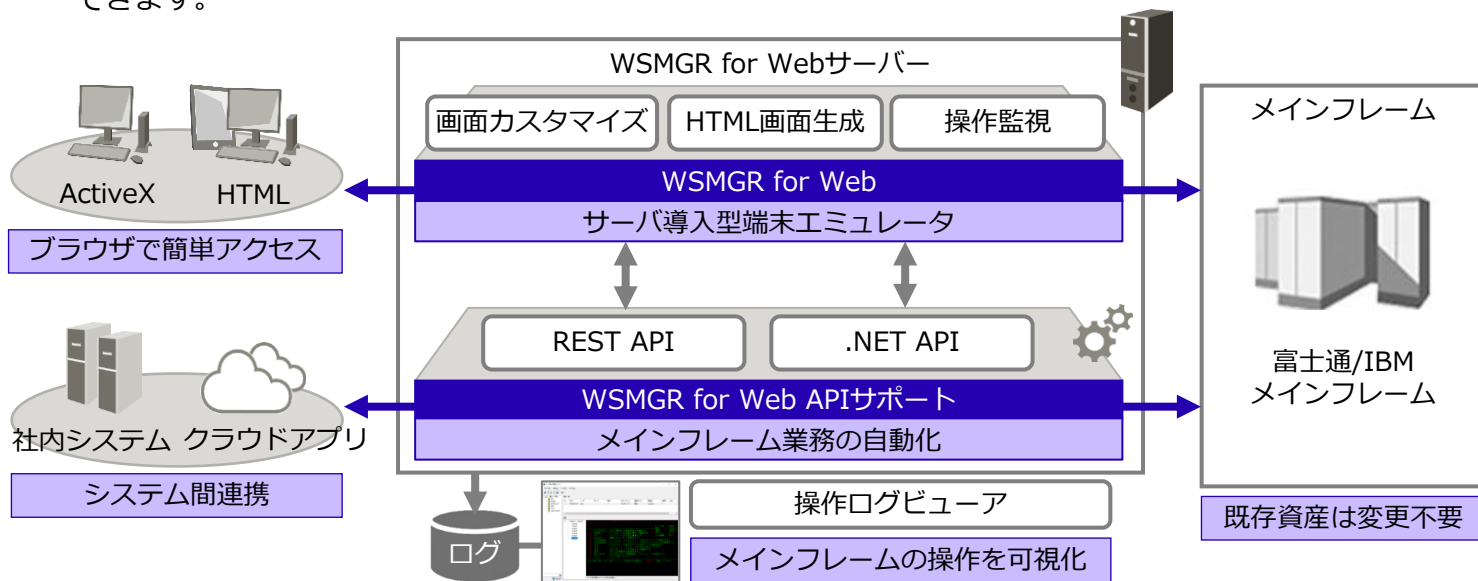 できます。
WSMGR for Webサーバー
画面カスタマイズ
HTML画面生成
操作監視
メインフレーム
ActiveX
HTML
WSMGR for Web
サーバ導入型端末エミュレータ
ブラウザで簡単アクセス
REST API
.NET API
富士通/IBM
メインフレーム
WSMGR for Web APIサポート
メインフレーム業務の自動化
社内システム
クラウドアプリ
システム間連携
操作ログビューア
既存資産は変更不要
ログ
メインフレームの操作を可視化